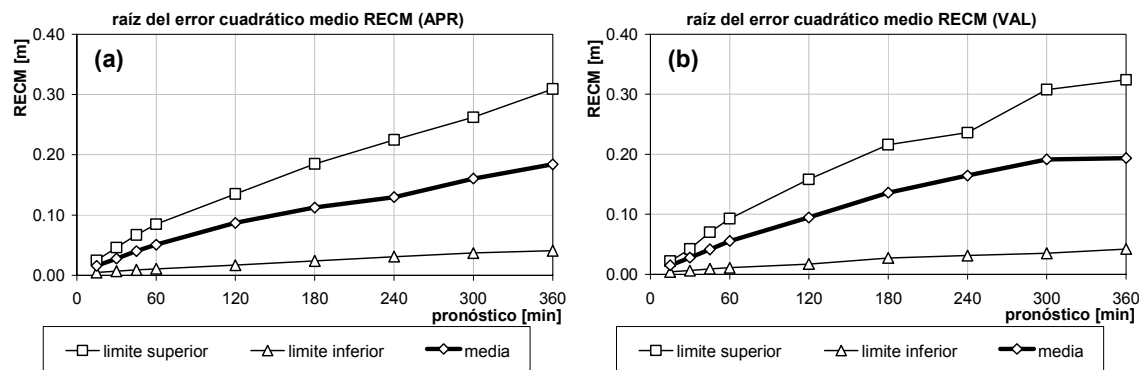 raíz del error cuadrático medio RECM (APR)
(a)
RECM [m]
0.40
0.30
0.20
0.10
0.00
0 60 120 180 240 300 360
pronóstico [min]
limite superior limite inferior media
raíz del error cuadrático medio RECM (VAL)
(b)
RECM [m]
0.40
0.30
0.20
0.10
0.00
0 60 120 180 240 300 360
pronóstico [min]
limite superior limite inferior media